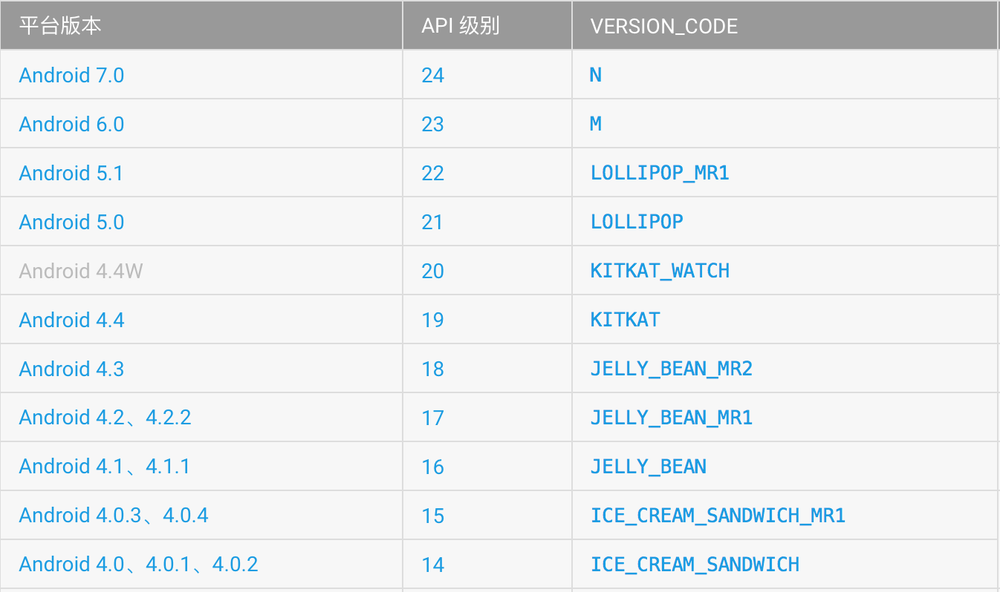 平台版本 API 级别 VERSION_CODE
Android 7.0 24 N
Android 6.0 23 M
Android 5.1 22 LOLLIPOP_MR1
Android 5.0 21 LOLLIPOP
Android 4.4W 20 KITKAT_WATCH
Android 4.4 19 KITKAT
Android 4.3 18 JELLY_BEAN_MR2
Android 4.2、4.2.2 17 JELLY_BEAN_MR1
Android 4.1、4.1.1 16 JELLY_BEAN
Android 4.0.3、4.0.4 15 ICE_CREAM_SANDWICH_MR1
Android 4.0、4.0.1、4.0.2 14 ICE_CREAM_SANDWICH